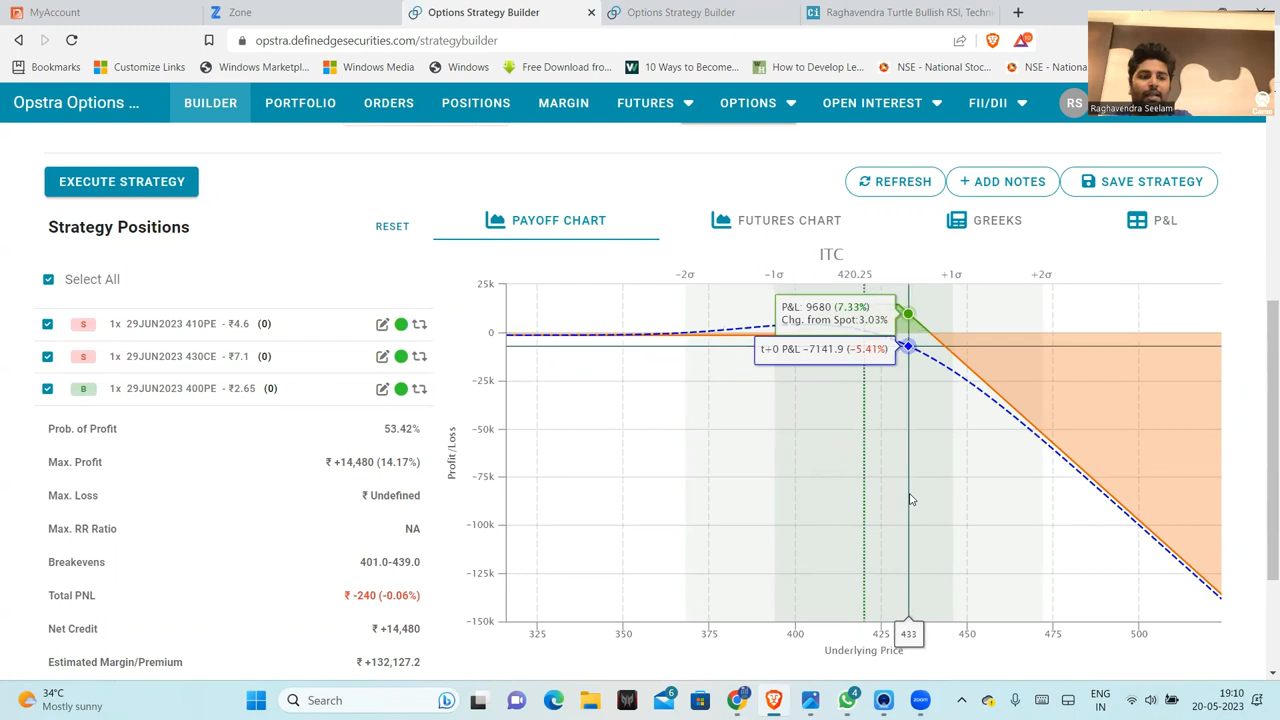 MyAccount
Zone
Options Strategy Builder
Options Strategy Builder
Raghavendra Turtle Bullish RSI, Techn
opstra.definedgesecurities.com/strategybuilder
Bookmarks
Customize Links
Windows Marketpl...
Windows Media
Windows
Free Download fro...
10 Ways to Become...
How to Develop Le...
NSE - National Stoc...
NSE - Nationa
Raghavendra Seelam
Opstra Options ...
BUILDER
PORTFOLIO
ORDERS
POSITIONS
MARGIN
FUTURES
OPTIONS
OPEN INTEREST
FII/DII
RS
EXECUTE STRATEGY
REFRESH
+ ADD NOTES
SAVE STRATEGY
Strategy Positions
RESET
PAYOFF CHART
FUTURES CHART
GREEKS
P&L
Select All
S 1x 29JUN2023 410PE - ₹4.6 (0)
S 1x 29JUN2023 430CE - ₹7.1 (0)
B 1x 29JUN2023 400PE - ₹2.65 (0)
Prob. of Profit 53.42%
Max. Profit ₹ +14,480 (14.17%)
Max. Loss ₹ Undefined
Max. RR Ratio NA
Breakevens 401.0-439.0
Total PNL ₹ -240 (-0.06%)
Net Credit ₹ +14,480
Estimated Margin/Premium ₹ +132,127.2
ITC
-2σ -1σ 420.25 +1σ +2σ
25k
0
-25k
-50k
-75k
-100k
-125k
-150k
Profit/Loss
P&L: 9680 (7.33%)
Chg. from Spot:3.03%
t+0 P&L -7141.9 (-5.41%)
325 350 375 400 425 433 450 475 500
Underlying Price
34°C
Mostly sunny
Search
6
4
zoom
ENG
IN
19:10
20-05-2023